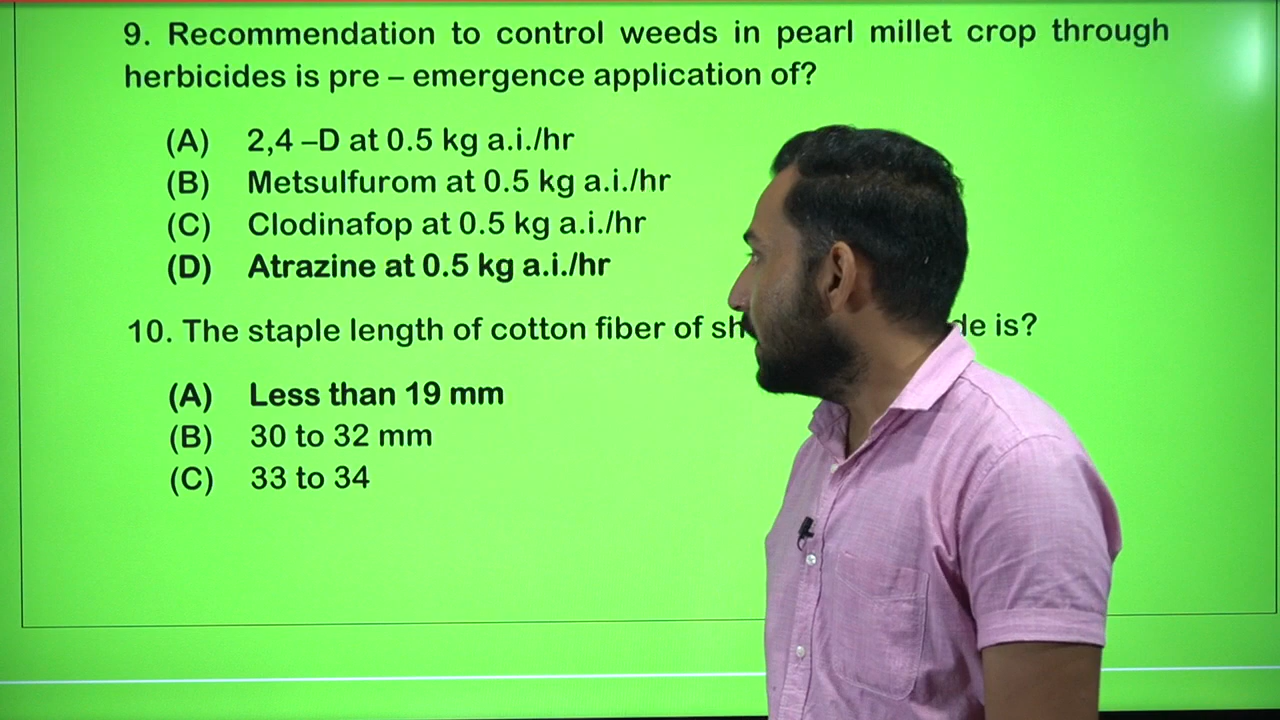 9. Recommendation to control weeds in pearl millet crop through
herbicides is pre – emergence application of?
(A) 2,4 –D at 0.5 kg a.i./hr
(B) Metsulfurom at 0.5 kg a.i./hr
(C) Clodinafop at 0.5 kg a.i./hr
(D) Atrazine at 0.5 kg a.i./hr
10. The staple length of cotton fiber of is?
(A) Less than 19 mm
(B) 30 to 32 mm
(C) 33 to 34